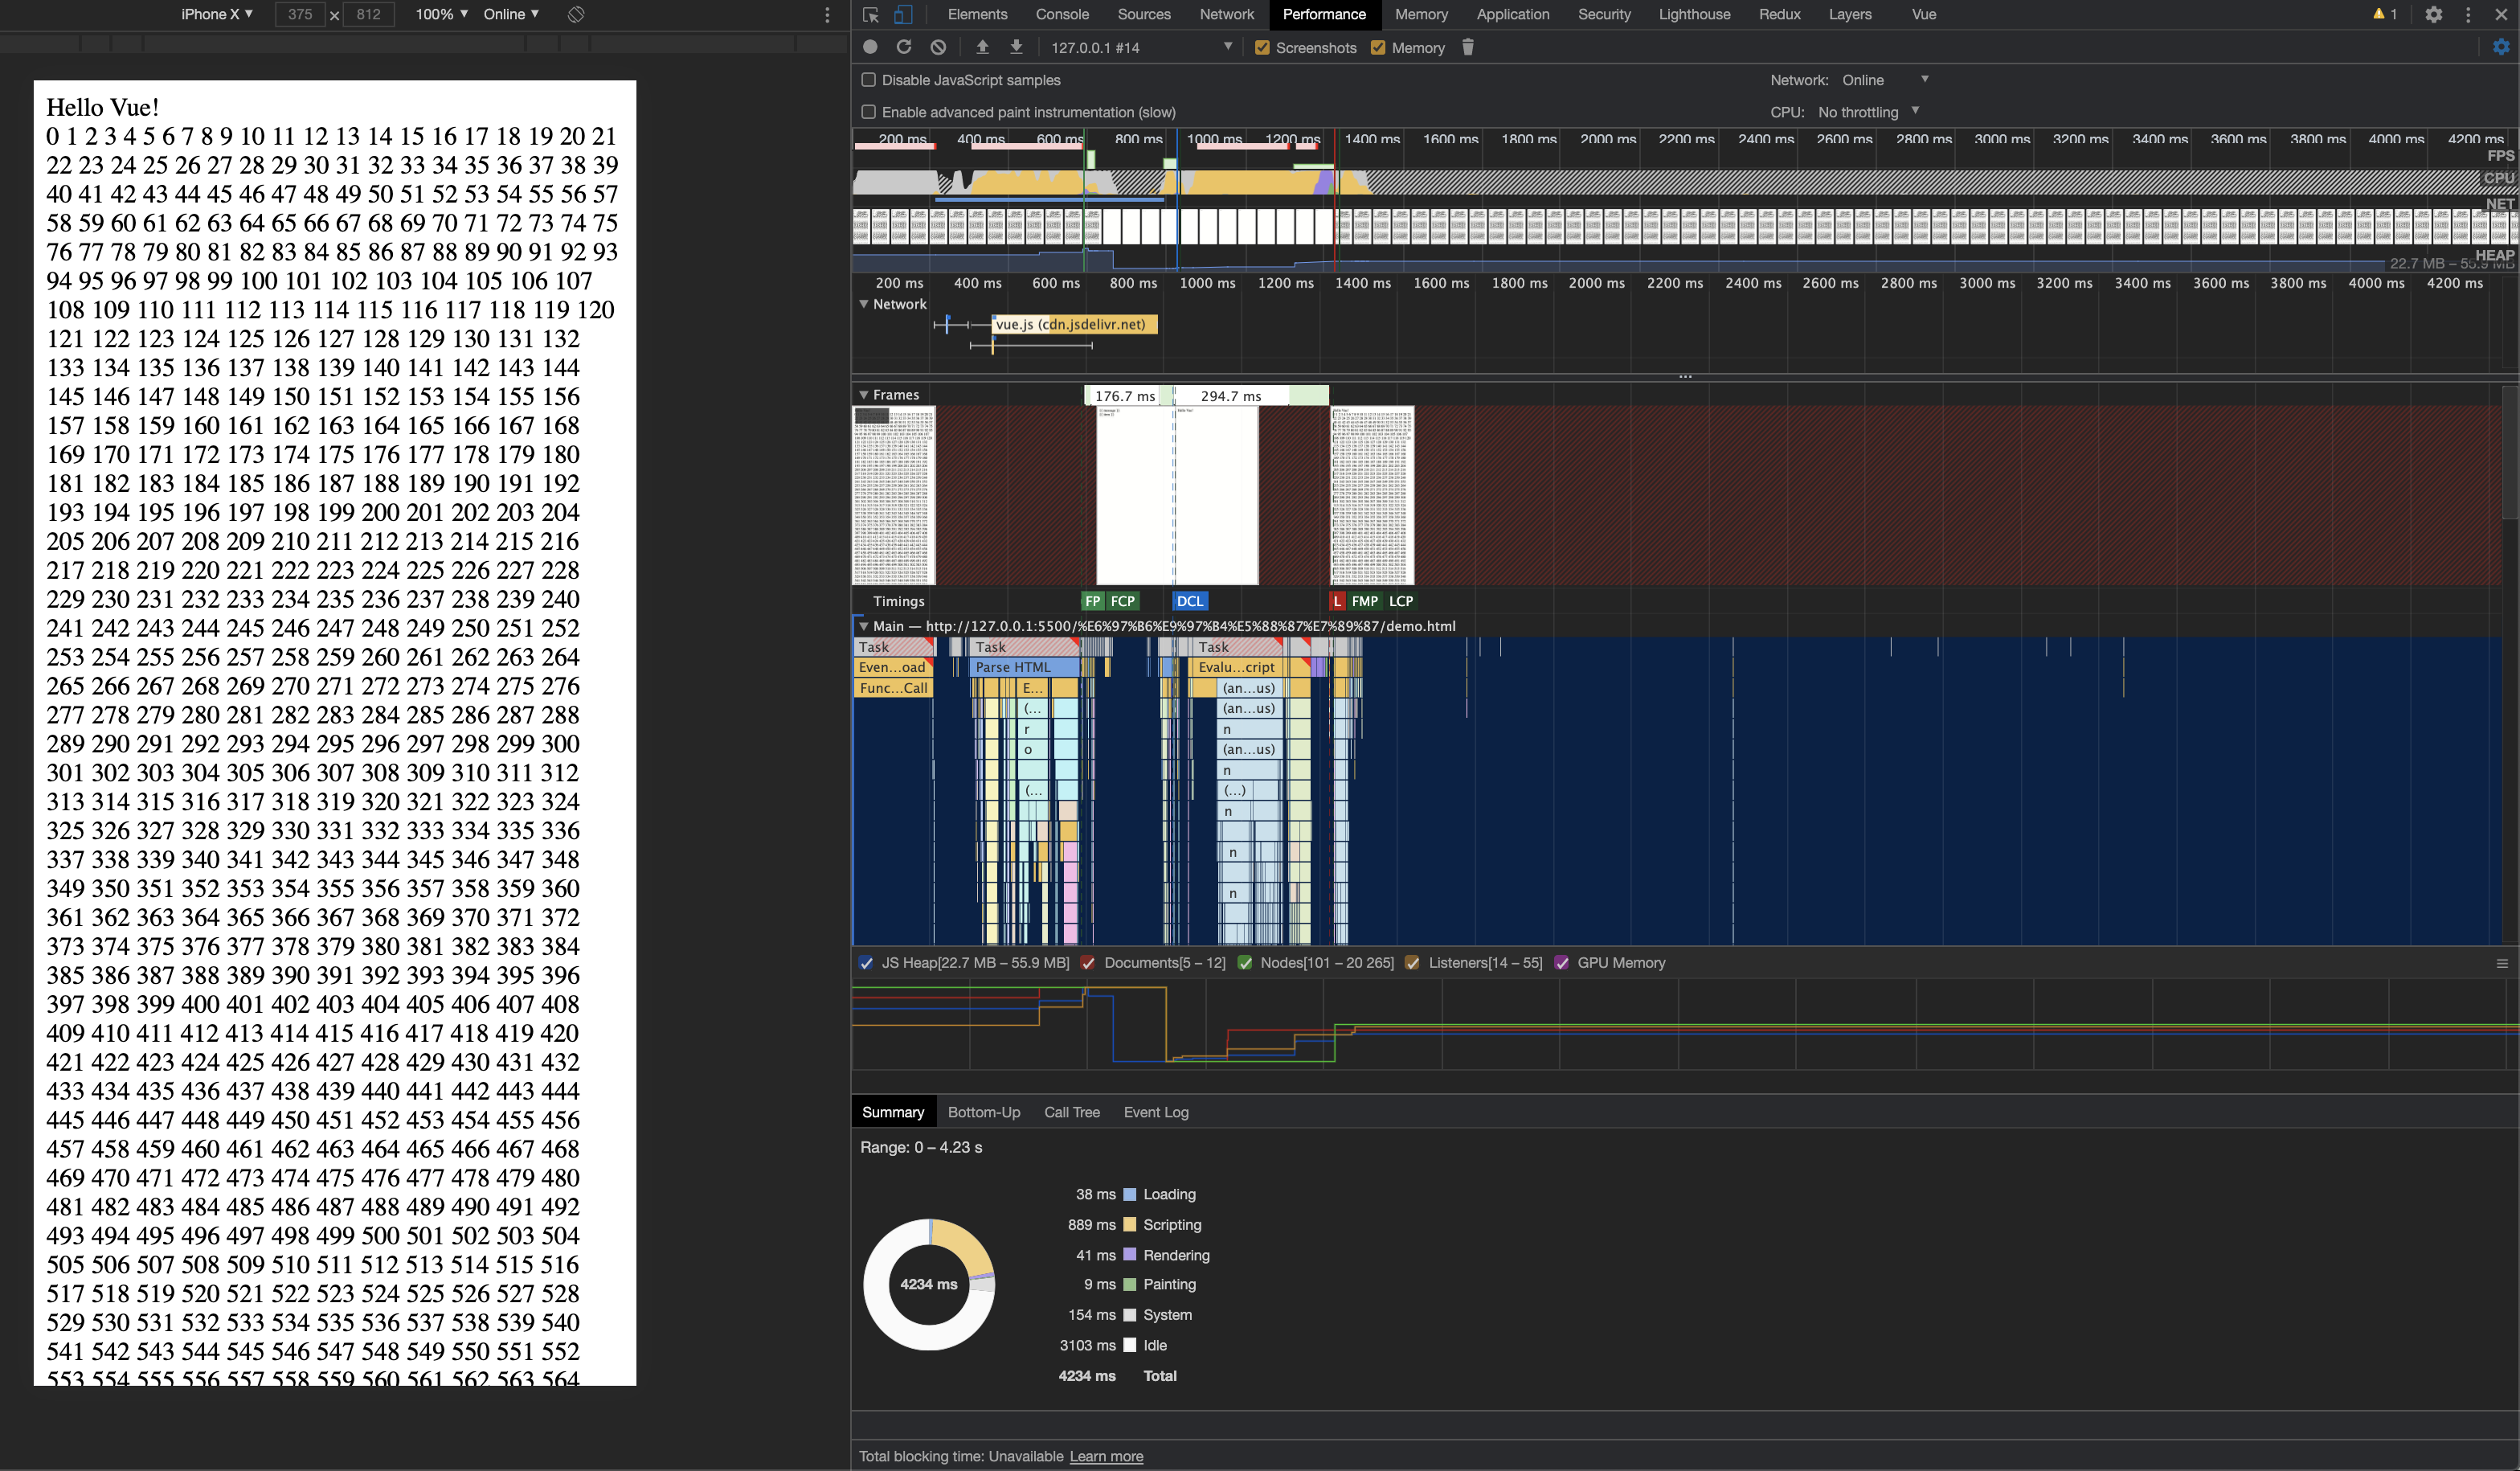 iPhone X 375 × 812 100% Online
Hello Vue!
0 1 2 3 4 5 6 7 8 9 10 11 12 13 14 15 16 17 18 19 20 21
22 23 24 25 26 27 28 29 30 31 32 33 34 35 36 37 38 39
40 41 42 43 44 45 46 47 48 49 50 51 52 53 54 55 56 57
58 59 60 61 62 63 64 65 66 67 68 69 70 71 72 73 74 75
76 77 78 79 80 81 82 83 84 85 86 87 88 89 90 91 92 93
94 95 96 97 98 99 100 101 102 103 104 105 106 107
108 109 110 111 112 113 114 115 116 117 118 119 120
121 122 123 124 125 126 127 128 129 130 131 132
133 134 135 136 137 138 139 140 141 142 143 144
145 146 147 148 149 150 151 152 153 154 155 156
157 158 159 160 161 162 163 164 165 166 167 168
169 170 171 172 173 174 175 176 177 178 179 180
181 182 183 184 185 186 187 188 189 190 191 192
193 194 195 196 197 198 199 200 201 202 203 204
205 206 207 208 209 210 211 212 213 214 215 216
217 218 219 220 221 222 223 224 225 226 227 228
229 230 231 232 233 234 235 236 237 238 239 240
241 242 243 244 245 246 247 248 249 250 251 252
253 254 255 256 257 258 259 260 261 262 263 264
265 266 267 268 269 270 271 272 273 274 275 276
277 278 279 280 281 282 283 284 285 286 287 288
289 290 291 292 293 294 295 296 297 298 299 300
301 302 303 304 305 306 307 308 309 310 311 312
313 314 315 316 317 318 319 320 321 322 323 324
325 326 327 328 329 330 331 332 333 334 335 336
337 338 339 340 341 342 343 344 345 346 347 348
349 350 351 352 353 354 355 356 357 358 359 360
361 362 363 364 365 366 367 368 369 370 371 372
373 374 375 376 377 378 379 380 381 382 383 384
385 386 387 388 389 390 391 392 393 394 395 396
397 398 399 400 401 402 403 404 405 406 407 408
409 410 411 412 413 414 415 416 417 418 419 420
421 422 423 424 425 426 427 428 429 430 431 432
433 434 435 436 437 438 439 440 441 442 443 444
445 446 447 448 449 450 451 452 453 454 455 456
457 458 459 460 461 462 463 464 465 466 467 468
469 470 471 472 473 474 475 476 477 478 479 480
481 482 483 484 485 486 487 488 489 490 491 492
493 494 495 496 497 498 499 500 501 502 503 504
505 506 507 508 509 510 511 512 513 514 515 516
517 518 519 520 521 522 523 524 525 526 527 528
529 530 531 532 533 534 535 536 537 538 539 540
541 542 543 544 545 546 547 548 549 550 551 552
553 554 555 556 557 558 559 560 561 562 563 564
Elements Console Sources Network Performance Memory Application Security Lighthouse Redux Layers Vue 1
127.0.0.1 #14 Screenshots Memory
Disable JavaScript samples Network: Online
Enable advanced paint instrumentation (slow) CPU: No throttling
200 ms 400 ms 600 ms 800 ms 1000 ms 1200 ms 1400 ms 1600 ms 1800 ms 2000 ms 2200 ms 2400 ms 2600 ms 2800 ms 3000 ms 3200 ms 3400 ms 3600 ms 3800 ms 4000 ms 4200 ms
FPS
CPU
NET
HEAP
22.7 MB – 55.9 MB
200 ms 400 ms 600 ms 800 ms 1000 ms 1200 ms 1400 ms 1600 ms 1800 ms 2000 ms 2200 ms 2400 ms 2600 ms 2800 ms 3000 ms 3200 ms 3400 ms 3600 ms 3800 ms 4000 ms 4200 ms
Network
vue.js (cdn.jsdelivr.net)
Frames 176.7 ms 294.7 ms
Timings FP FCP DCL L FMP LCP
Main — http://127.0.0.1:5500/%E6%97%B6%E9%97%B4%E5%88%87%E7%89%87/demo.html
Task Task Task
Even...oad Parse HTML Evalu...cript
Func...Call E... (an...us)
(... (an...us)
r n
o (an...us)
n
(... (...)
n
n
n
JS Heap[22.7 MB – 55.9 MB] Documents[5 – 12] Nodes[101 – 20 265] Listeners[14 – 55] GPU Memory
Summary Bottom-Up Call Tree Event Log
Range: 0 – 4.23 s
38 ms Loading
889 ms Scripting
41 ms Rendering
4234 ms
9 ms Painting
154 ms System
3103 ms Idle
4234 ms Total
Total blocking time: Unavailable Learn more